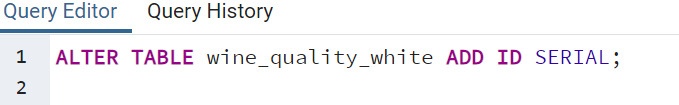 Query Editor Query History
1 ALTER TABLE wine_quality_white ADD ID SERIAL;
2